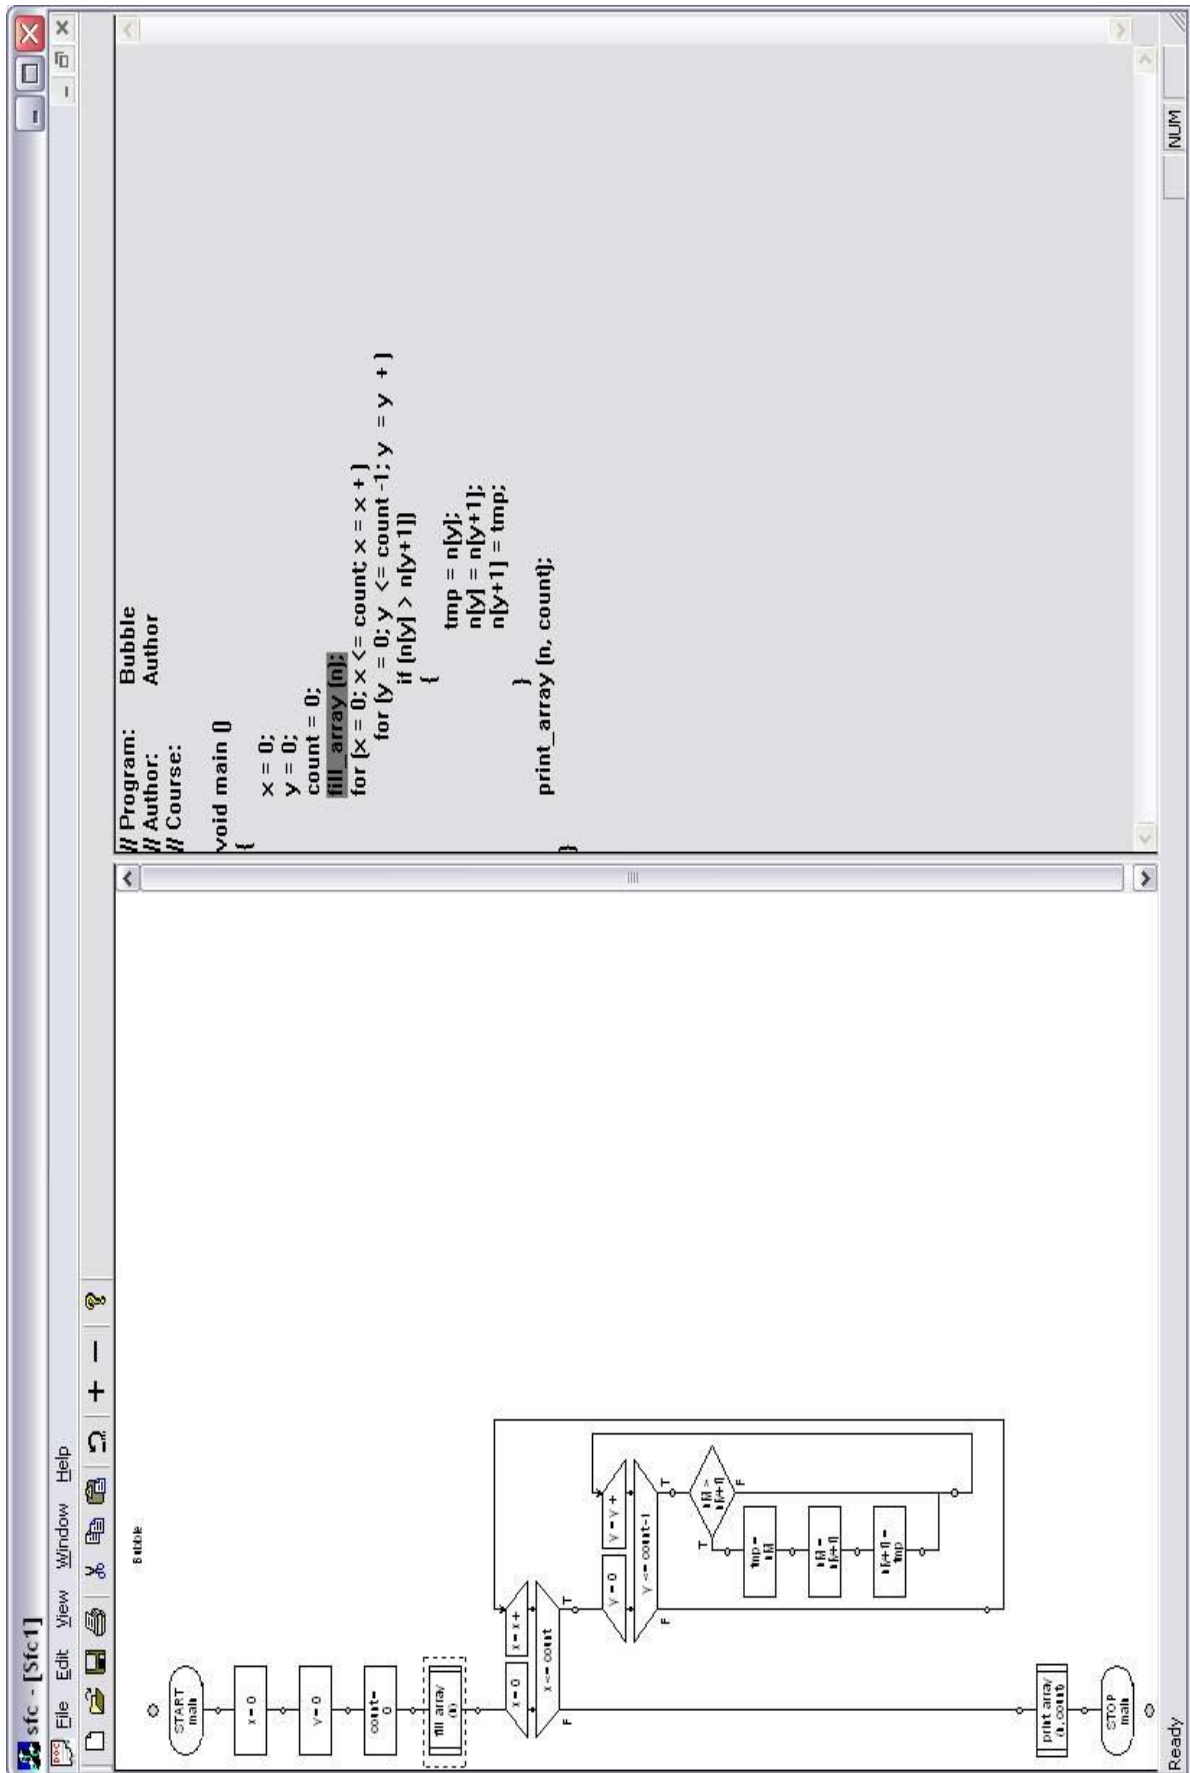 sfc - [Sfc1]
File Edit View Window Help
Bubble
START
main
x = 0
y = 0
count =
0
fill array
(n)
x = 0
x = x +
x <= count
T
F
y = 0
y = y +
y <= count-1
T
F
n[y] >
n[y+1]
T
F
tmp =
n[y]
n[y] =
n[y+1]
n[y+1] =
tmp
print array
(n, count)
STOP
main
// Program: Bubble
// Author: Author
// Course:
void main ()
{
x = 0;
y = 0;
count = 0;
fill_array (n);
for (x = 0; x <= count; x = x + )
for (y = 0; y <= count -1; y = y + )
if (n[y] > n[y+1])
{
tmp = n[y];
n[y] = n[y+1];
n[y+1] = tmp;
}
print_array (n, count);
}
Ready
NUM